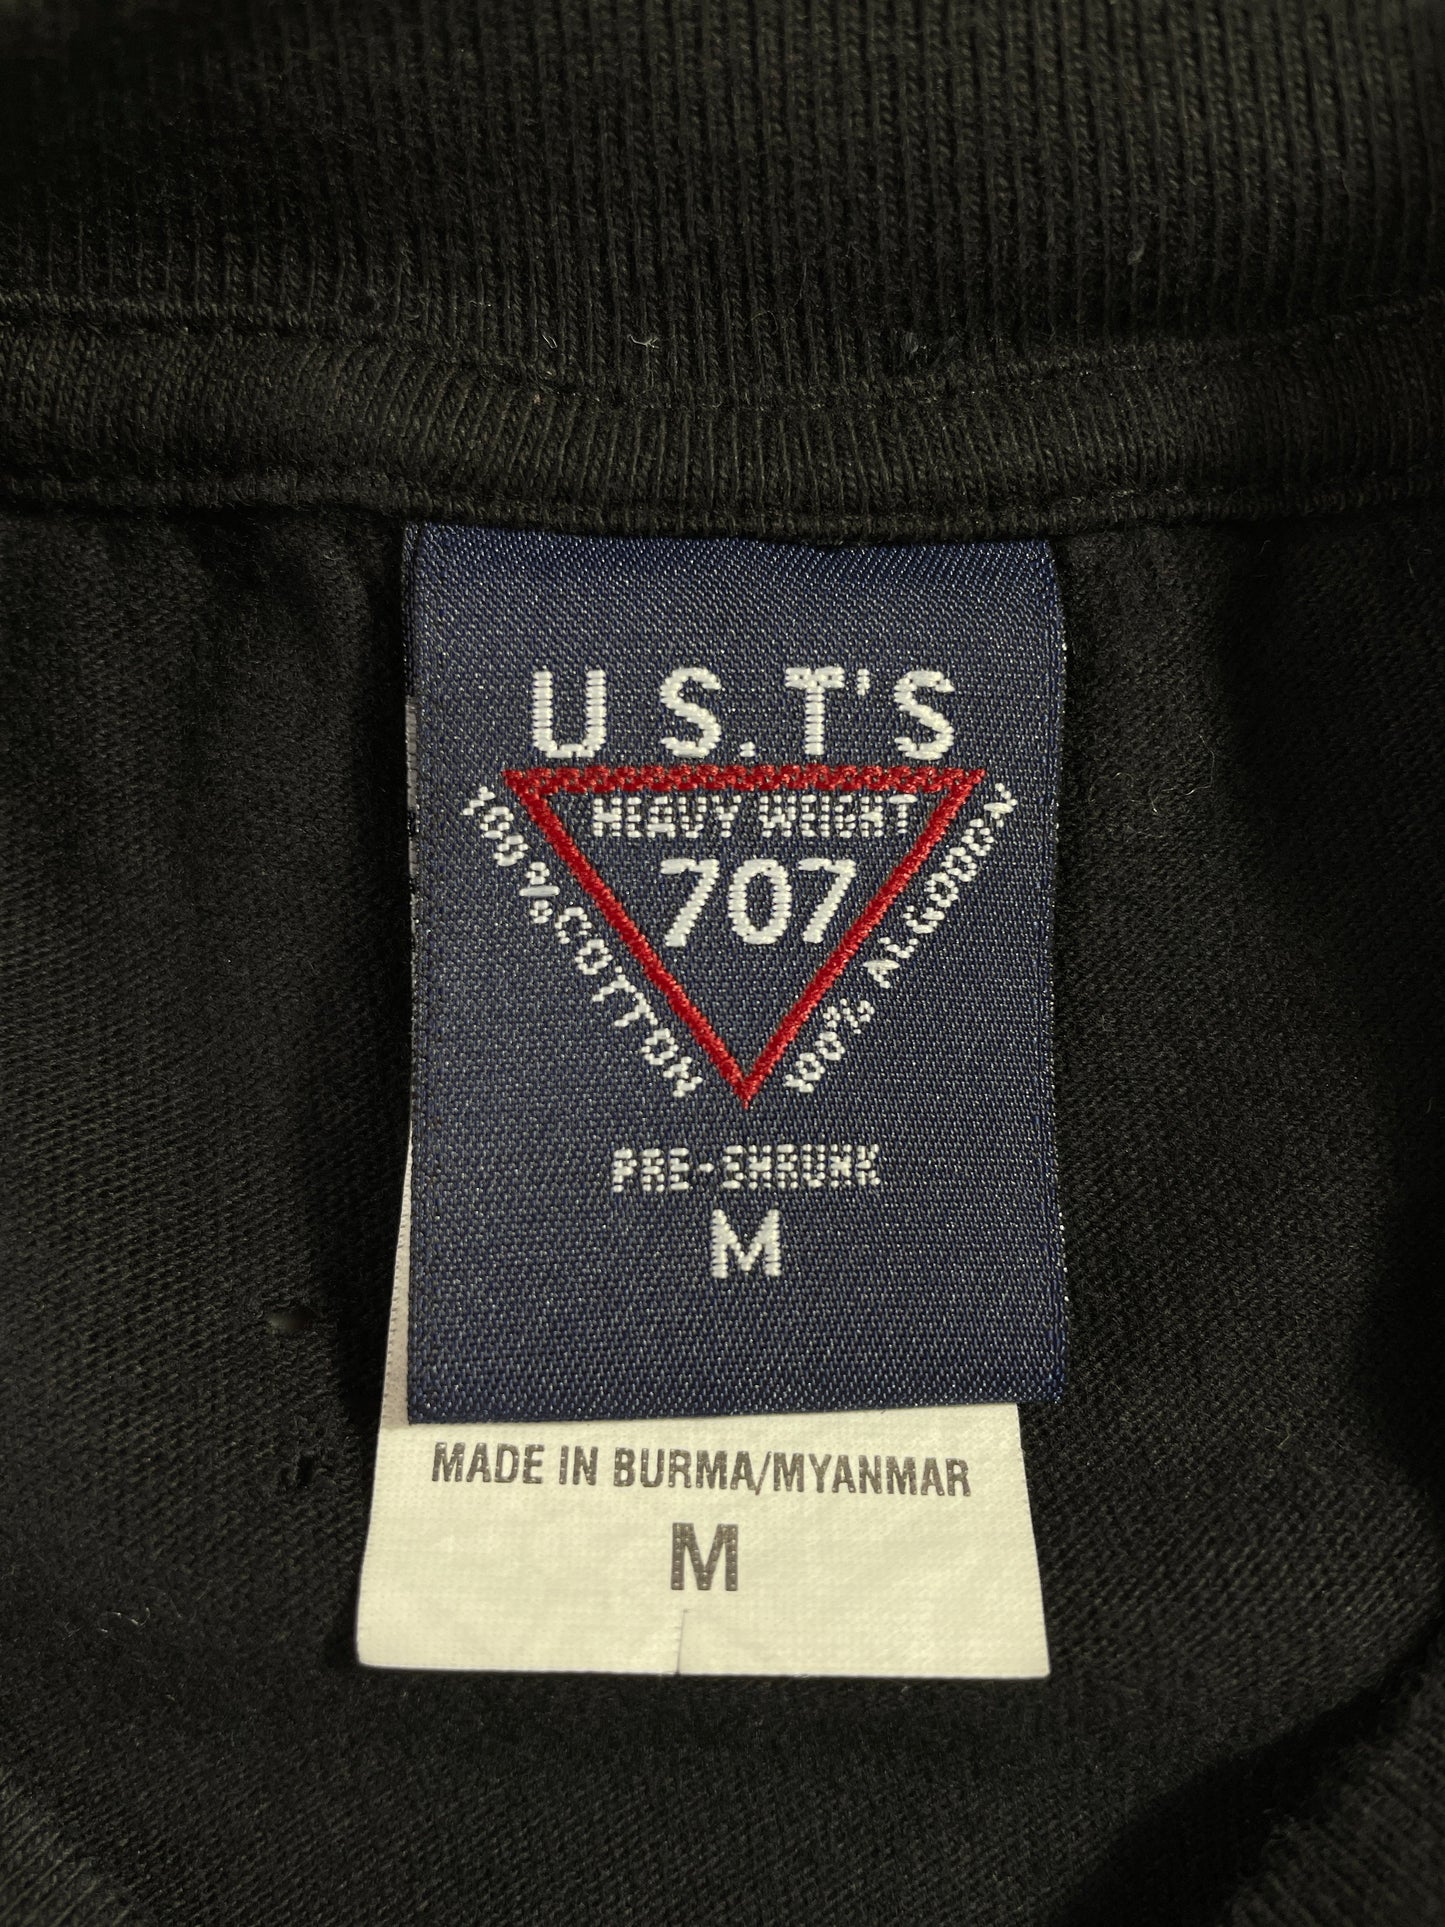 U S.T'S
HEAVY WEIGHT
707
100%COTTON
100% ALGODON
PRE-SHRUNK
M
MADE IN BURMA/MYANMAR
M